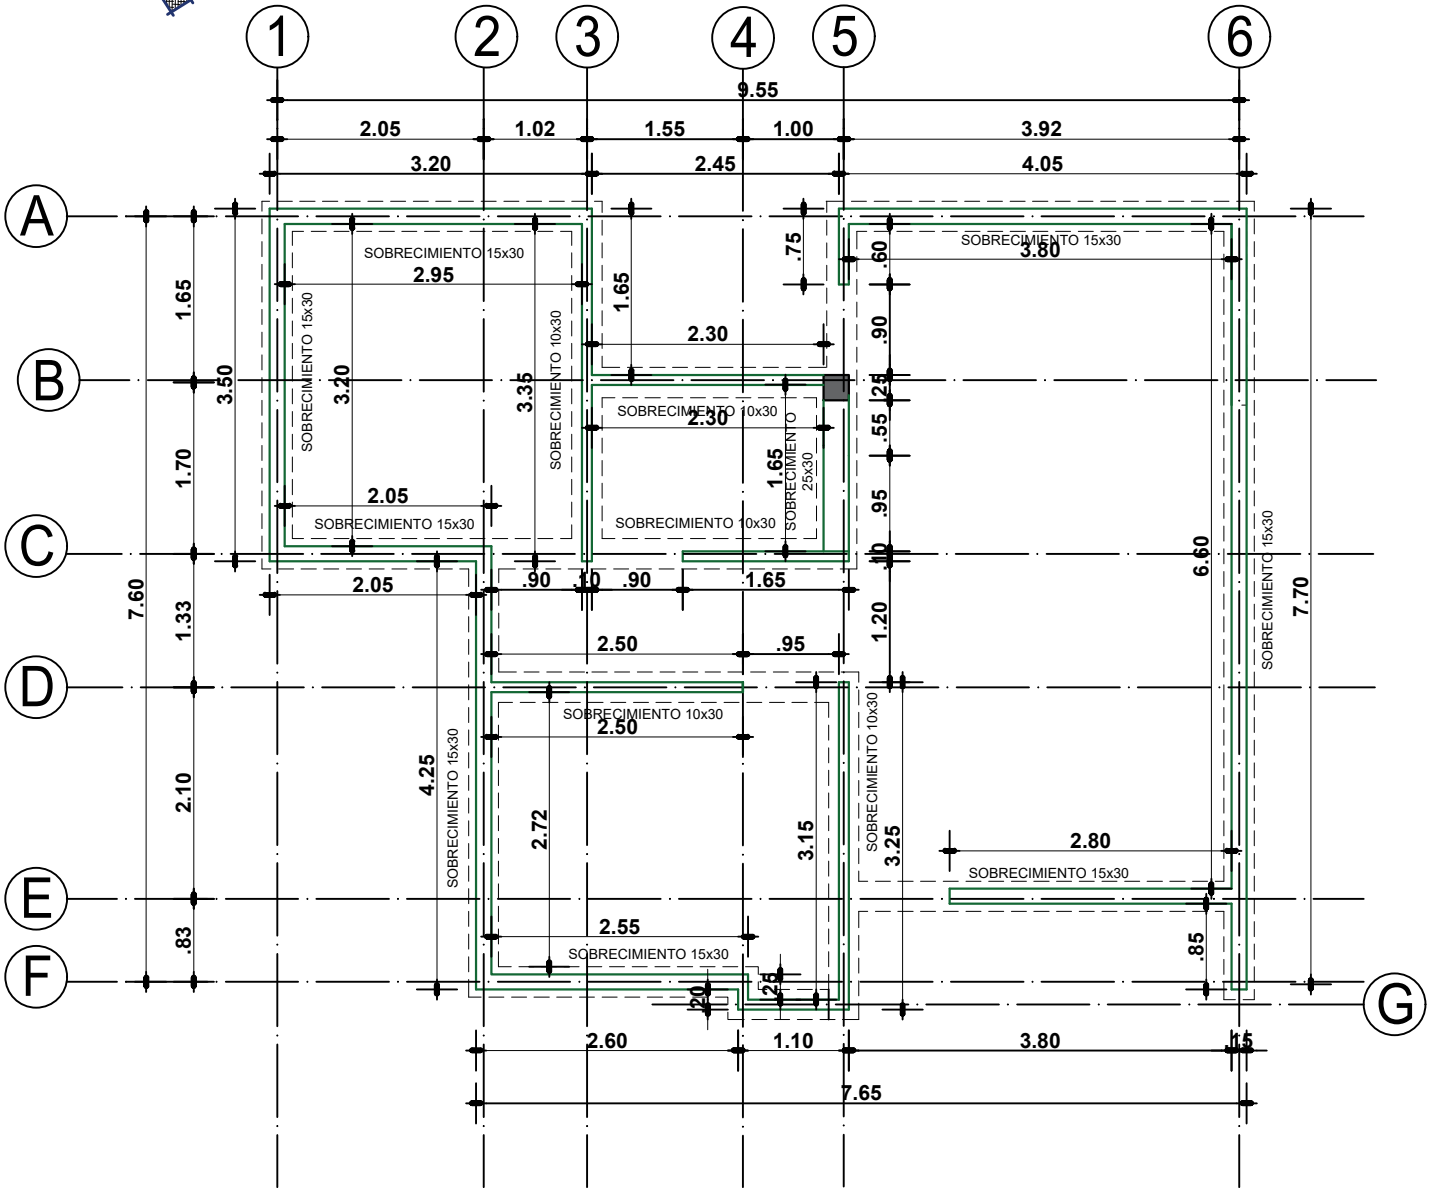 1 2 3 4 5 6
9.55
2.05 1.02 1.55 1.00 3.92
3.20 2.45 4.05
A
B
C
D
E
F
G
1.65
1.70
1.33
2.10
.83
7.60
3.50
SOBRECIMIENTO 15x30
2.95
SOBRECIMIENTO 15x30
3.20
3.35
SOBRECIMIENTO 10x30
2.05
SOBRECIMIENTO 15x30
2.05
1.65
2.30
SOBRECIMIENTO 10x30
2.30
1.65
SOBRECIMIENTO
25x30
SOBRECIMIENTO 10x30
.75
.60
.90
.25
.55
.95
.10
1.20
SOBRECIMIENTO 15x30
3.80
6.60
SOBRECIMIENTO 15x30
7.70
.90 .10 .90 1.65
2.50 .95
SOBRECIMIENTO 10x30
2.50
4.25
SOBRECIMIENTO 15x30
2.72
3.15
SOBRECIMIENTO 10x30
3.25
2.80
SOBRECIMIENTO 15x30
.85
2.55
SOBRECIMIENTO 15x30
.25
.20
2.60 1.10 3.80 .15
7.65